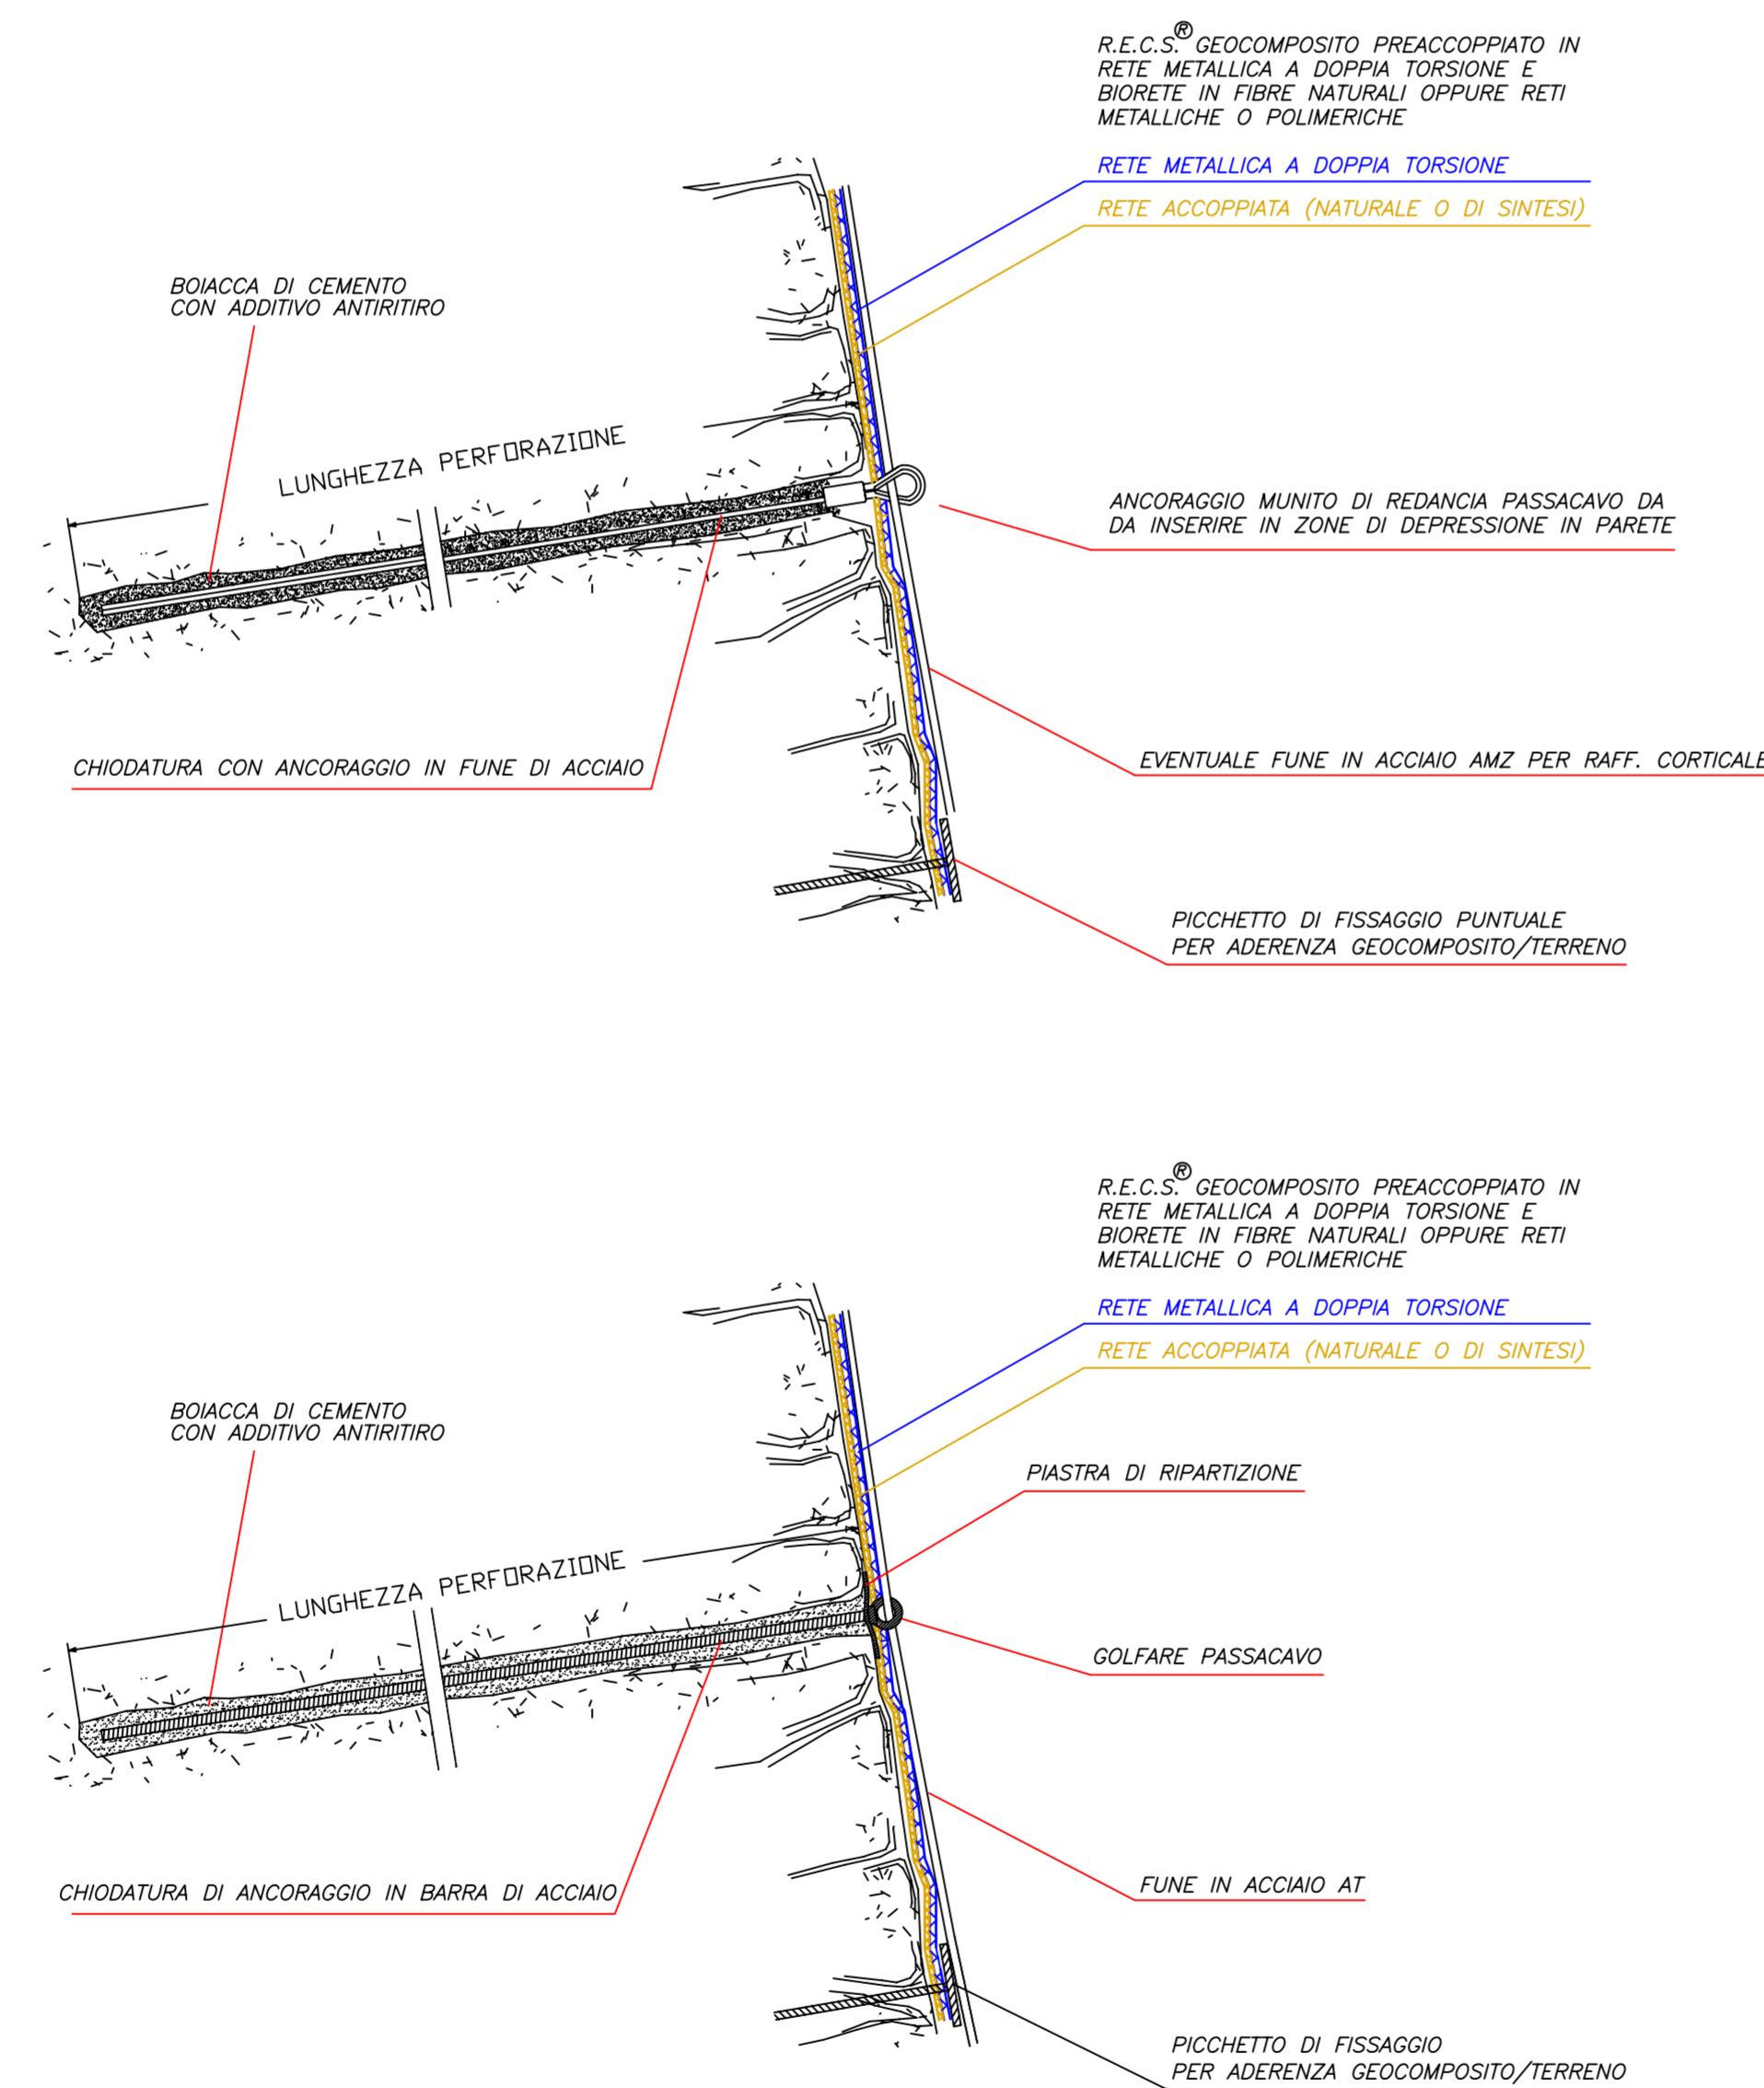 R.E.C.S.® GEOCOMPOSITO PREACCOPPIATO IN
RETE METALLICA A DOPPIA TORSIONE E
BIORETE IN FIBRE NATURALI OPPURE RETI
METALLICHE O POLIMERICHE
RETE METALLICA A DOPPIA TORSIONE
RETE ACCOPPIATA (NATURALE O DI SINTESI)
BOIACCA DI CEMENTO
CON ADDITIVO ANTIRITIRO
LUNGHEZZA PERFORAZIONE
ANCORAGGIO MUNITO DI REDANCIA PASSACAVO DA
DA INSERIRE IN ZONE DI DEPRESSIONE IN PARETE
CHIODATURA CON ANCORAGGIO IN FUNE DI ACCIAIO
EVENTUALE FUNE IN ACCIAIO AMZ PER RAFF. CORTICALE
PICCHETTO DI FISSAGGIO PUNTUALE
PER ADERENZA GEOCOMPOSITO/TERRENO
R.E.C.S.® GEOCOMPOSITO PREACCOPPIATO IN
RETE METALLICA A DOPPIA TORSIONE E
BIORETE IN FIBRE NATURALI OPPURE RETI
METALLICHE O POLIMERICHE
RETE METALLICA A DOPPIA TORSIONE
RETE ACCOPPIATA (NATURALE O DI SINTESI)
BOIACCA DI CEMENTO
CON ADDITIVO ANTIRITIRO
PIASTRA DI RIPARTIZIONE
LUNGHEZZA PERFORAZIONE
GOLFARE PASSACAVO
CHIODATURA DI ANCORAGGIO IN BARRA DI ACCIAIO
FUNE IN ACCIAIO AT
PICCHETTO DI FISSAGGIO
PER ADERENZA GEOCOMPOSITO/TERRENO